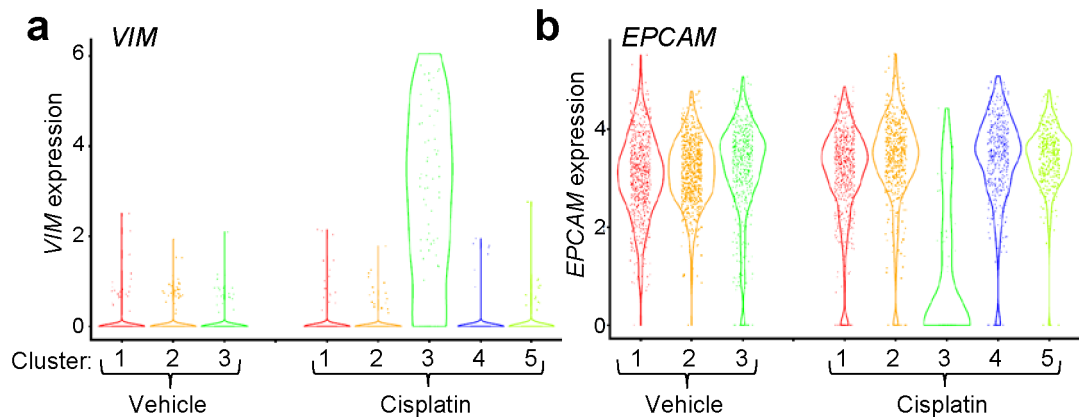 a VIM
VIM expression
6
4
2
0
Cluster: 1 2 3 1 2 3 4 5
Vehicle Cisplatin
b EPCAM
EPCAM expression
4
2
0
1 2 3 1 2 3 4 5
Vehicle Cisplatin